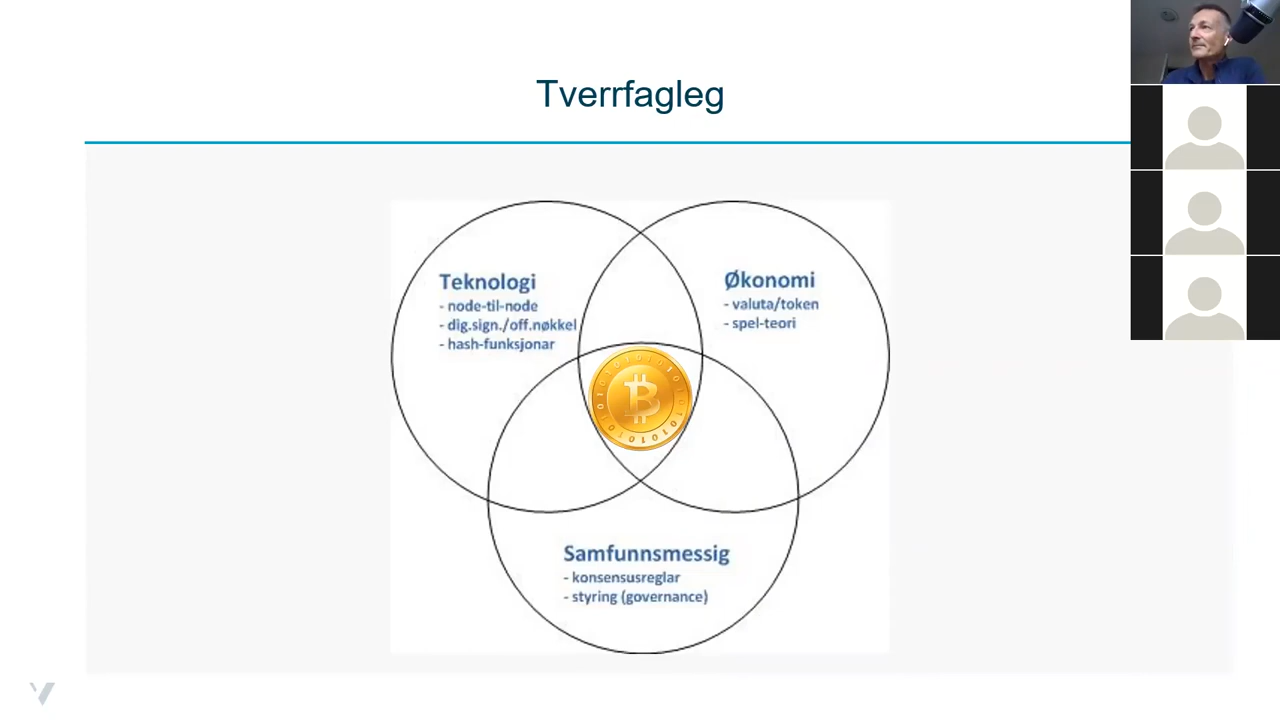 Tverrfagleg
Teknologi
- node-til-node
- dig.sign./off.nøkkel
- hash-funksjonar
Økonomi
- valuta/token
- spel-teori
Samfunnsmessig
- konsensusreglar
- styring (governance)